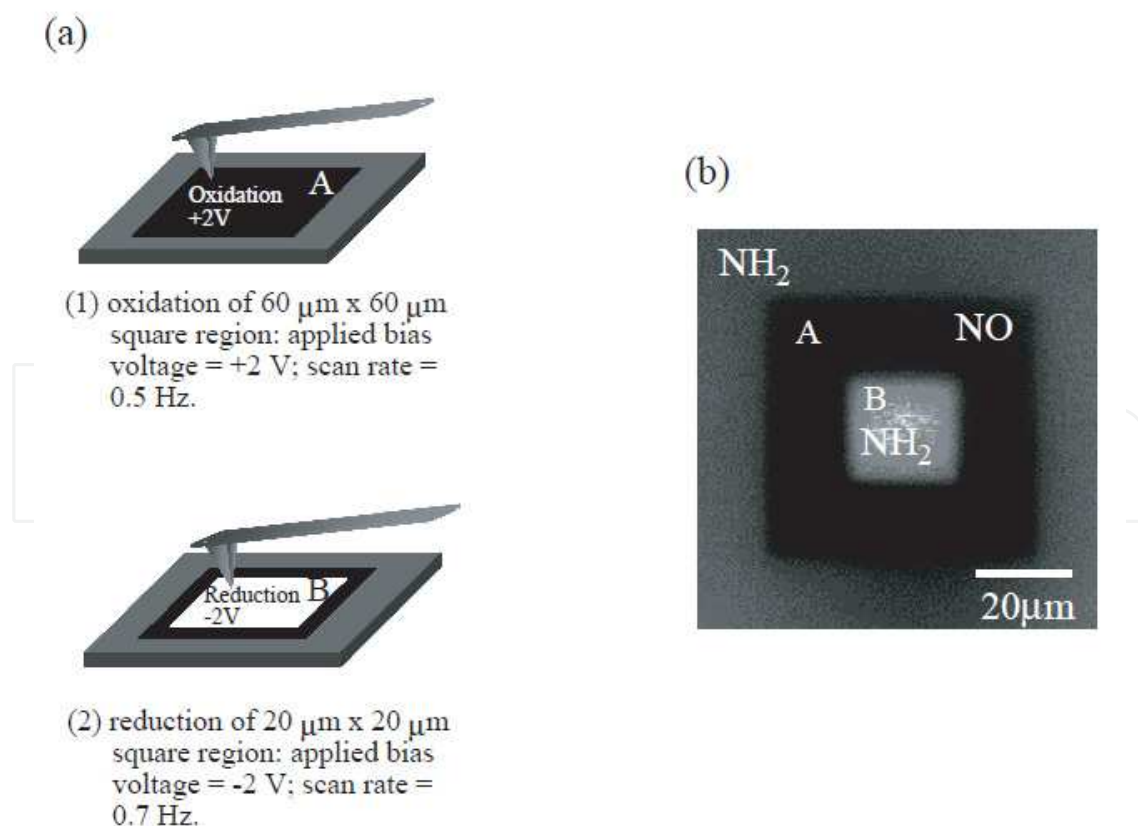 (a)
Oxidation A
+2V
(1) oxidation of 60 μm x 60 μm
square region: applied bias
voltage = +2 V; scan rate =
0.5 Hz.
Reduction B
-2V
(2) reduction of 20 μm x 20 μm
square region: applied bias
voltage = -2 V; scan rate =
0.7 Hz.
(b)
NH₂
A NO
B
NH₂
20μm